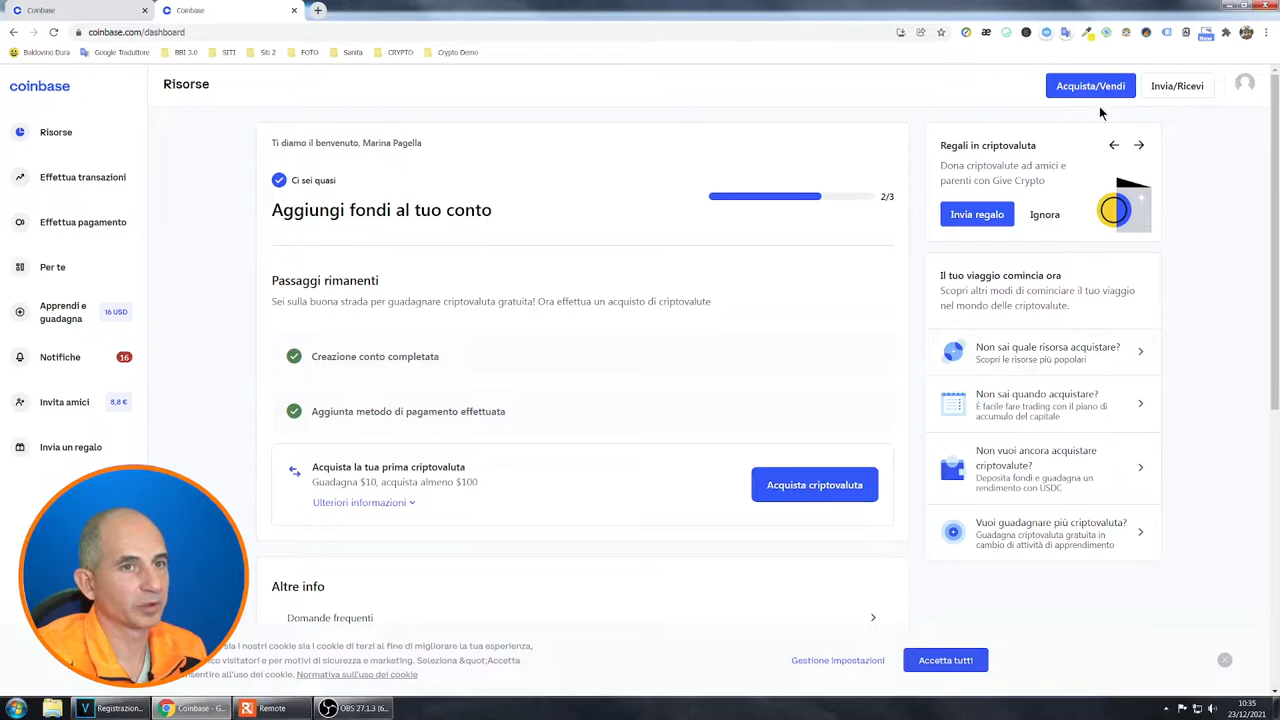 Coinbase
Coinbase
coinbase.com/dashboard
Baldovino Dura
Google Traduttore
BBI 3.0
SITI
Siti 2
FOTO
Sanita
CRYPTO
Crypto Demo
New
coinbase
Risorse
Acquista/Vendi
Invia/Ricevi
Risorse
Effettua transazioni
Effettua pagamento
Per te
Apprendi e
guadagna
16 USD
Notifiche
16
Invita amici
8,8 €
Invia un regalo
Ti diamo il benvenuto, Marina Pagella
Ci sei quasi
Aggiungi fondi al tuo conto
2/3
Passaggi rimanenti
Sei sulla buona strada per guadagnare criptovaluta gratuita! Ora effettua un acquisto di criptovalute
Creazione conto completata
Aggiunta metodo di pagamento effettuata
Acquista la tua prima criptovaluta
Guadagna $10, acquista almeno $100
Ulteriori informazioni
Acquista criptovaluta
Altre info
Domande frequenti
Regali in criptovaluta
Dona criptovalute ad amici e
parenti con Give Crypto
Invia regalo
Ignora
Il tuo viaggio comincia ora
Scopri altri modi di cominciare il tuo viaggio
nel mondo delle criptovalute.
Non sai quale risorsa acquistare?
Scopri le risorse più popolari
Non sai quando acquistare?
È facile fare trading con il piano di
accumulo del capitale
Non vuoi ancora acquistare
criptovalute?
Deposita fondi e guadagna un
rendimento con USDC
Vuoi guadagnare più criptovaluta?
Guadagna criptovaluta gratuita in
cambio di attività di apprendimento
sia i nostri cookie sia i cookie di terzi al fine di migliorare la tua esperienza,
co visitatori e per motivi di sicurezza e marketing. Seleziona &quot;Accetta
sentire all'uso dei cookie. Normativa sull'uso dei cookie
Gestione impostazioni
Accetta tutti
Registrazion...
Coinbase - G...
Remote
OBS 27.1.3 (6...
10:35
23/12/2021